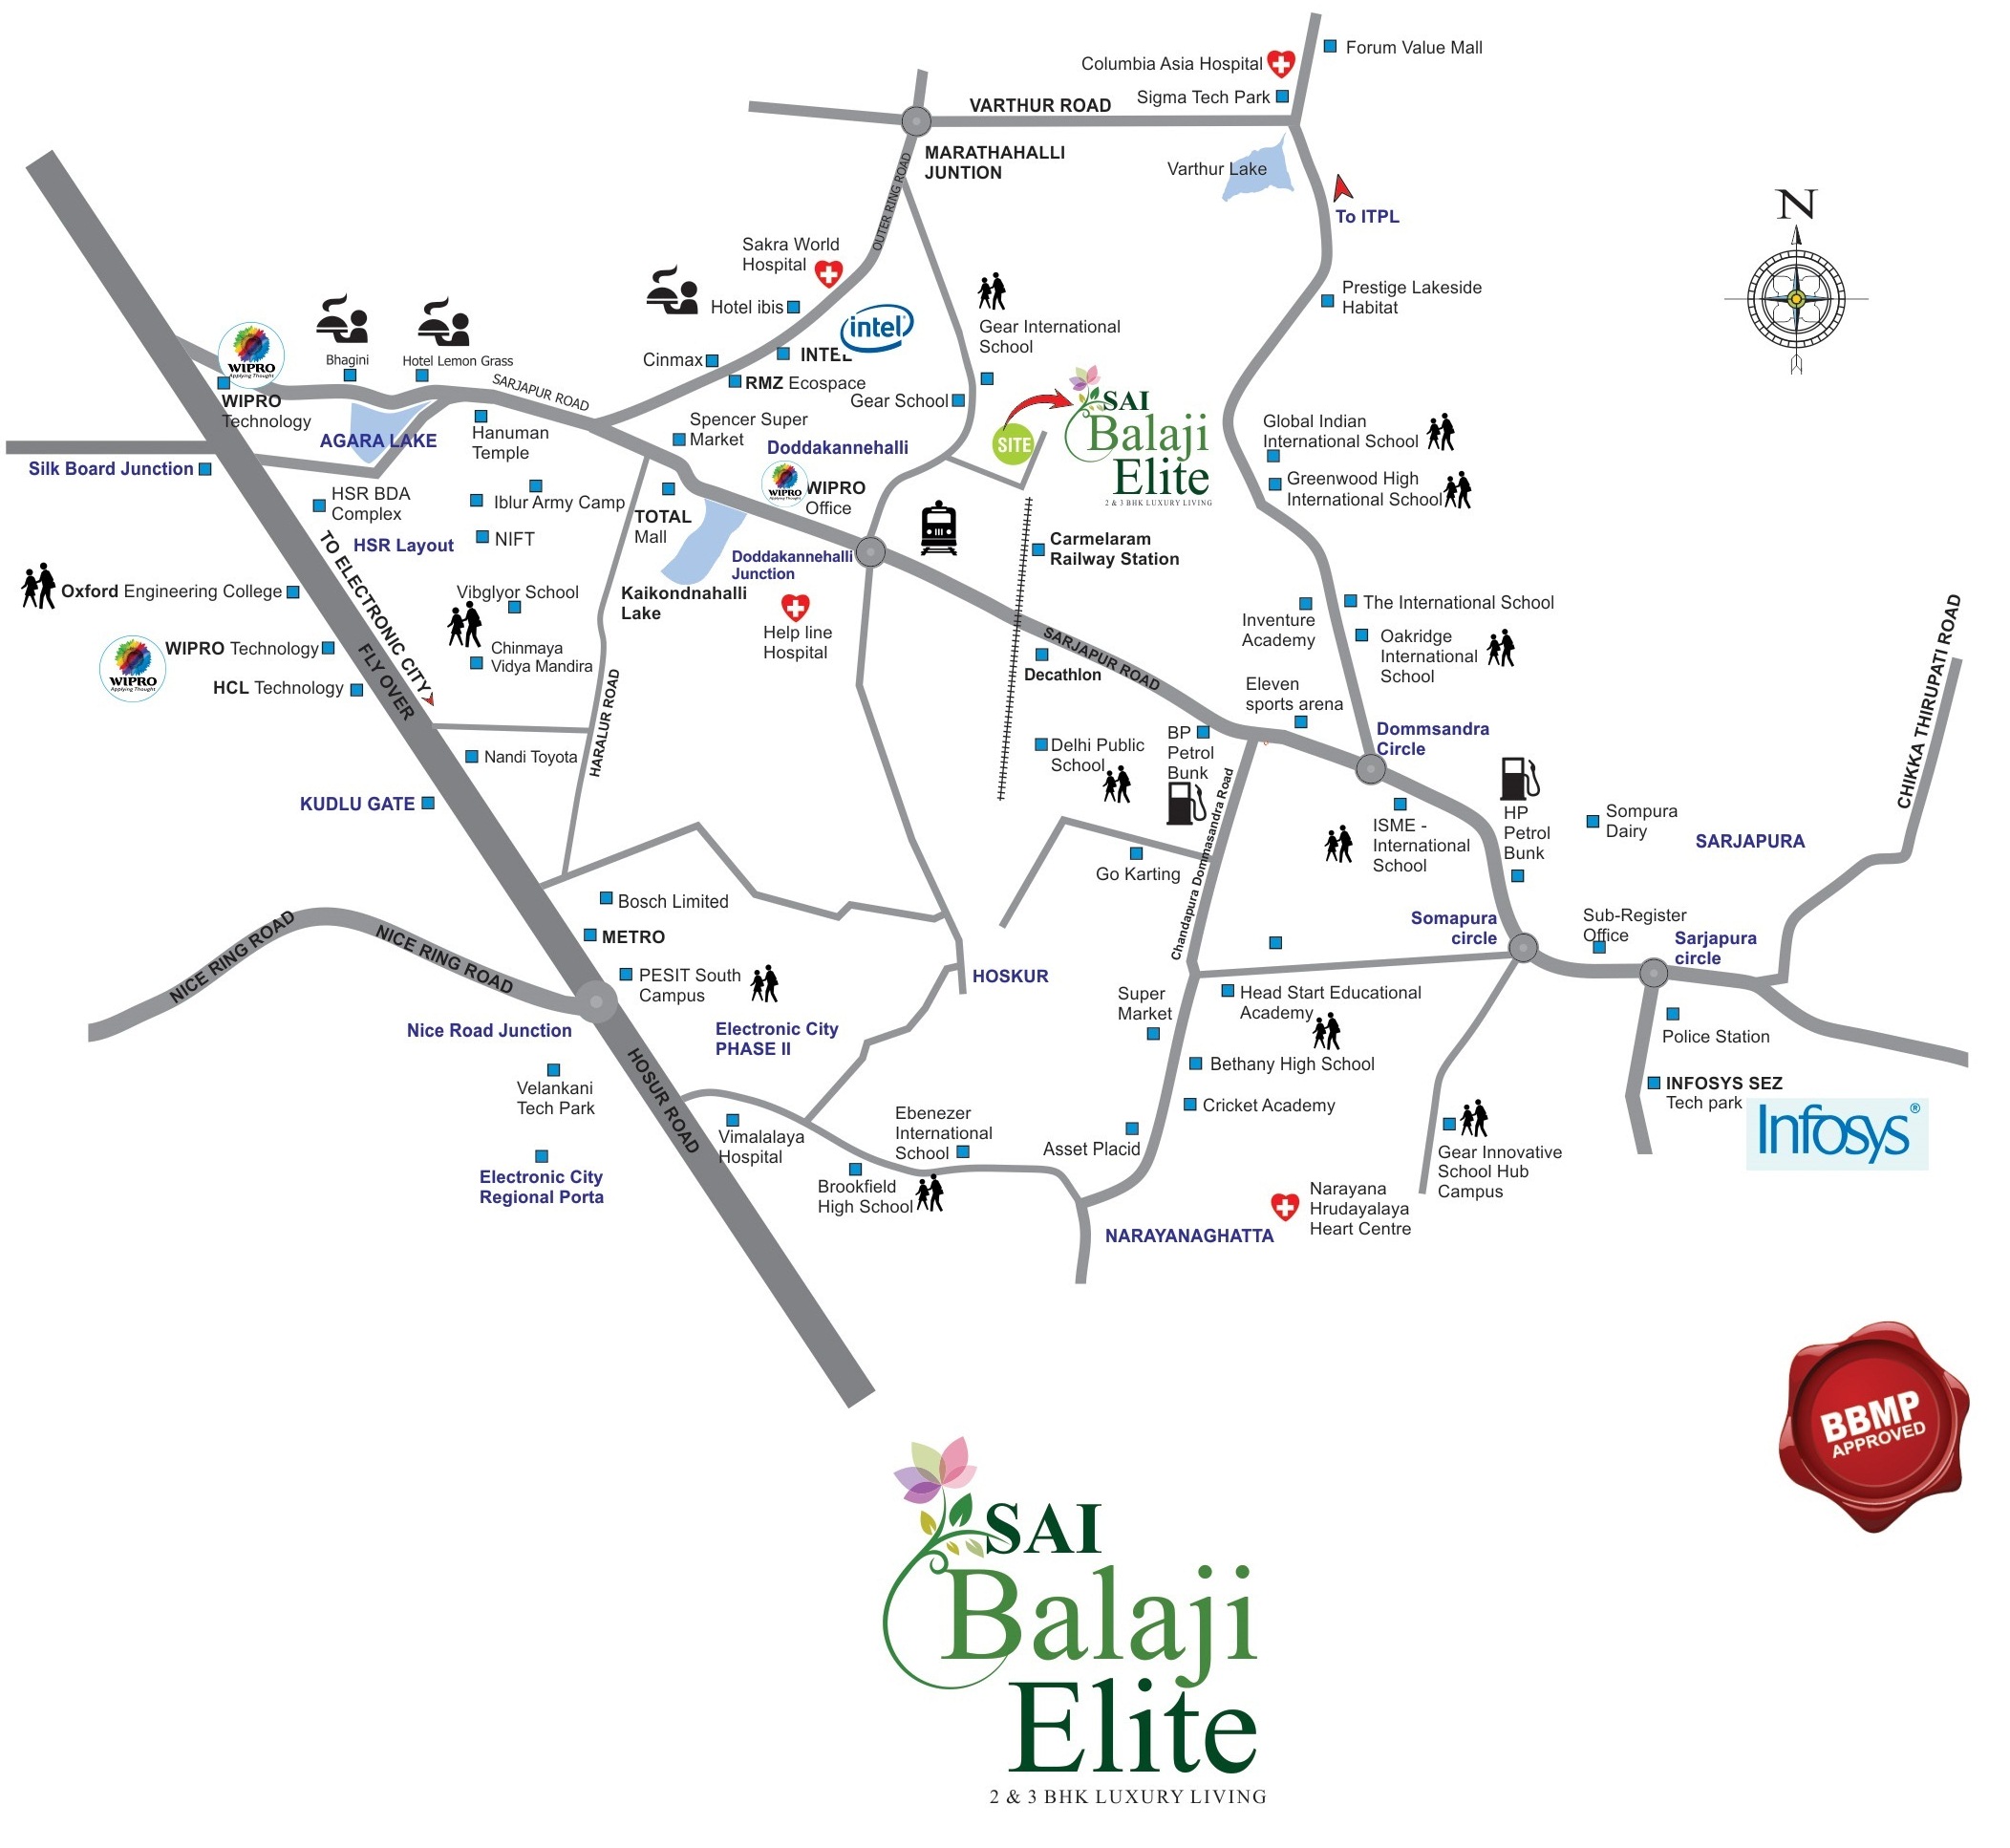 Forum Value Mall
Columbia Asia Hospital
Sigma Tech Park
VARTHUR ROAD
MARATHAHALLI
JUNTION
OUTER RING ROAD
Varthur Lake
To ITPL
N
Sakra World
Hospital
Hotel ibis
intel
INTEL
Cinmax
RMZ Ecospace
Gear International
School
Gear School
Prestige Lakeside
Habitat
WIPRO
Applying Thought
WIPRO
Technology
Bhagini
Hotel Lemon Grass
SARJAPUR ROAD
AGARA LAKE
Hanuman
Temple
Spencer Super
Market
Doddakannehalli
SITE
SAI
Balaji
Elite
2 & 3 BHK LUXURY LIVING
Global Indian
International School
Greenwood High
International School
Silk Board Junction
HSR BDA
Complex
Iblur Army Camp
NIFT
HSR Layout
TOTAL
Mall
WIPRO
Applying Thought
WIPRO
Office
Doddakannehalli
Junction
Kaikondnahalli
Lake
Carmelaram
Railway Station
TO ELECTRONIC CITY
FLY OVER
Oxford Engineering College
Vibglyor School
Help line
Hospital
Inventure
Academy
The International School
Oakridge
International
School
WIPRO
Applying Thought
WIPRO Technology
HCL Technology
Chinmaya
Vidya Mandira
HARALUR ROAD
SARJAPUR ROAD
Decathlon
Eleven
sports arena
CHIKKA THIRUPATI ROAD
Nandi Toyota
KUDLU GATE
Delhi Public
School
BP
Petrol
Bunk
Dommsandra
Circle
Chandapura Dommasandra Road
Go Karting
ISME -
International
School
HP
Petrol
Bunk
Sompura
Dairy
SARJAPURA
Bosch Limited
METRO
PESIT South
Campus
NICE RING ROAD
NICE RING ROAD
Nice Road Junction
Electronic City
PHASE II
HOSKUR
Somapura
circle
Sub-Register
Office
Sarjapura
circle
Super
Market
Head Start Educational
Academy
Police Station
Bethany High School
INFOSYS SEZ
Tech park
Infosys®
Velankani
Tech Park
HOSUR ROAD
Vimalalaya
Hospital
Ebenezer
International
School
Asset Placid
Cricket Academy
Gear Innovative
School Hub
Campus
Electronic City
Regional Porta
Brookfield
High School
NARAYANAGHATTA
Narayana
Hrudayalaya
Heart Centre
BBMP
APPROVED
SAI
Balaji
Elite
2 & 3 BHK LUXURY LIVING